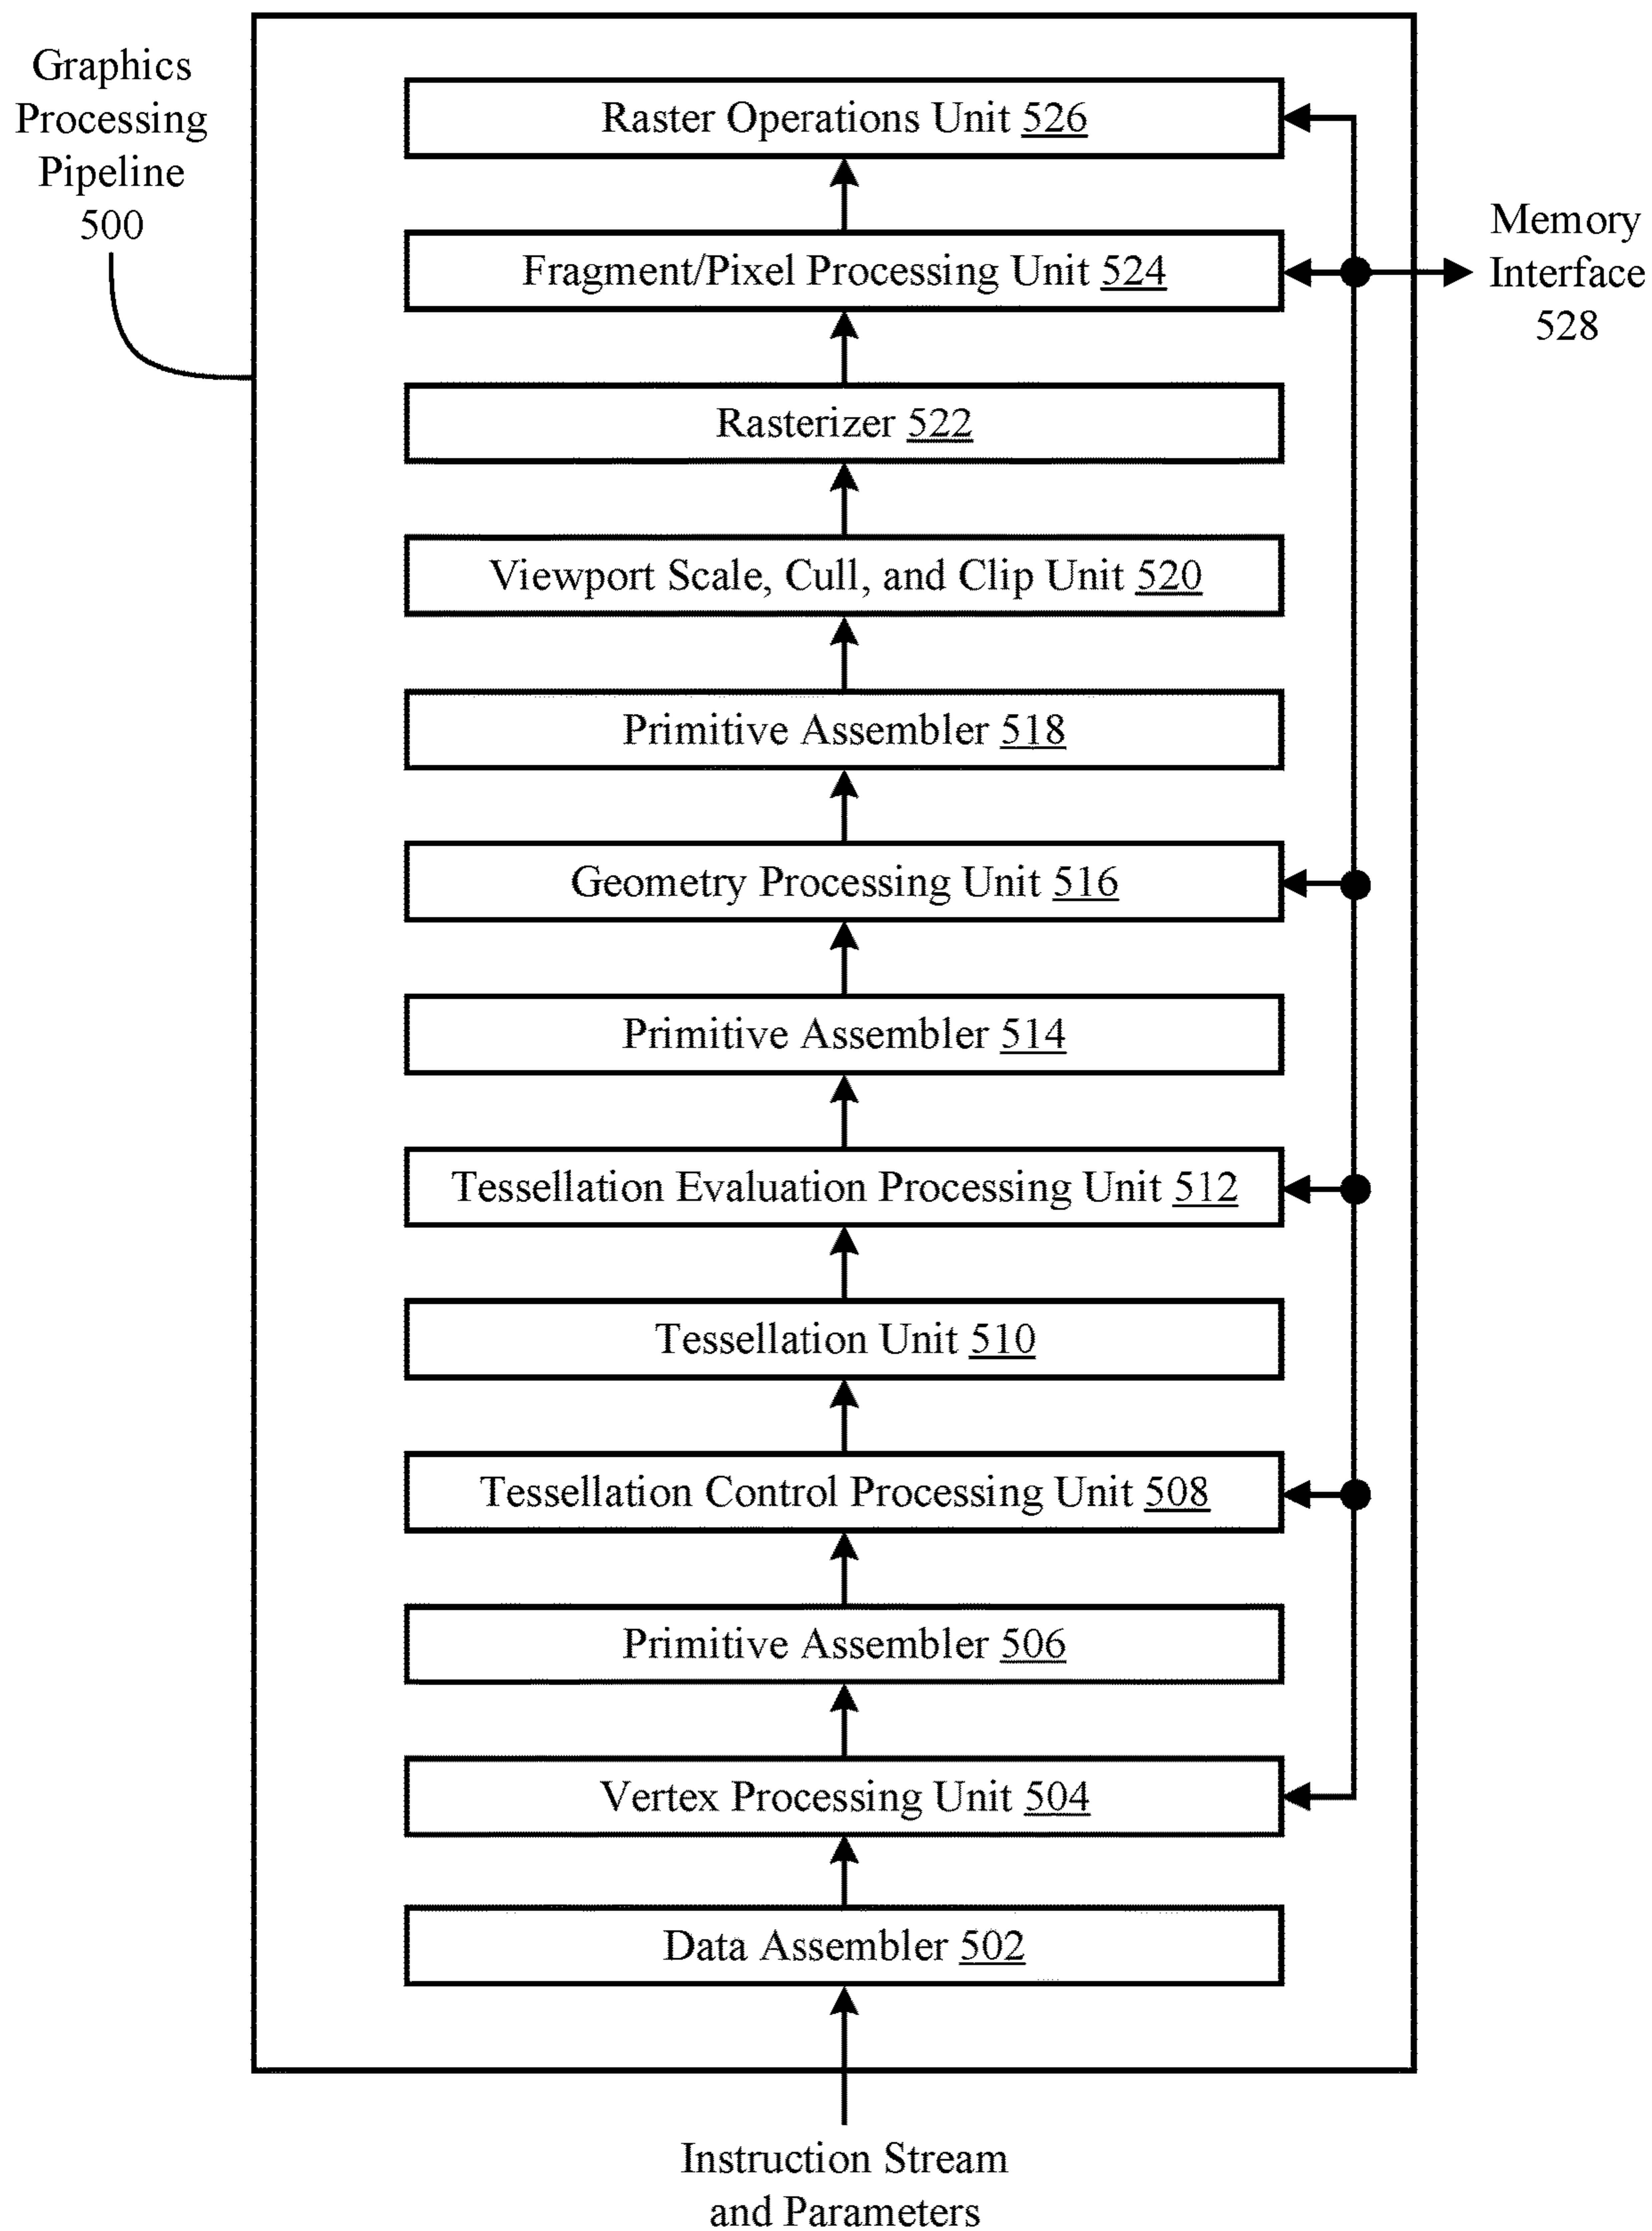 Graphics
Processing
Pipeline
500
Raster Operations Unit 526
Fragment/Pixel Processing Unit 524
Memory
Interface
528
Rasterizer 522
Viewport Scale, Cull, and Clip Unit 520
Primitive Assembler 518
Geometry Processing Unit 516
Primitive Assembler 514
Tessellation Evaluation Processing Unit 512
Tessellation Unit 510
Tessellation Control Processing Unit 508
Primitive Assembler 506
Vertex Processing Unit 504
Data Assembler 502
Instruction Stream
and Parameters